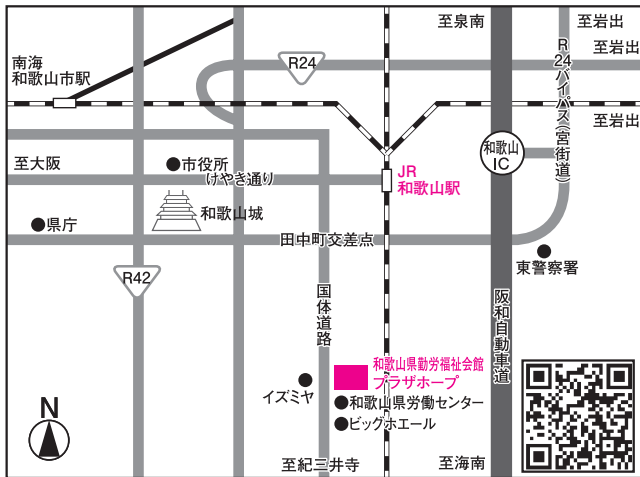 至泉南
至岩出
至岩出
R24バイパス(宮街道)
R24
南海
和歌山市駅
至岩出
和歌山
IC
至大阪
市役所
けやき通り
JR
和歌山駅
和歌山城
県庁
田中町交差点
東警察署
R42
国体道路
阪和自動車道
和歌山県勤労福祉会館
プラザホープ
イズミヤ
和歌山県労働センター
ビッグホエール
N
至紀三井寺
至海南